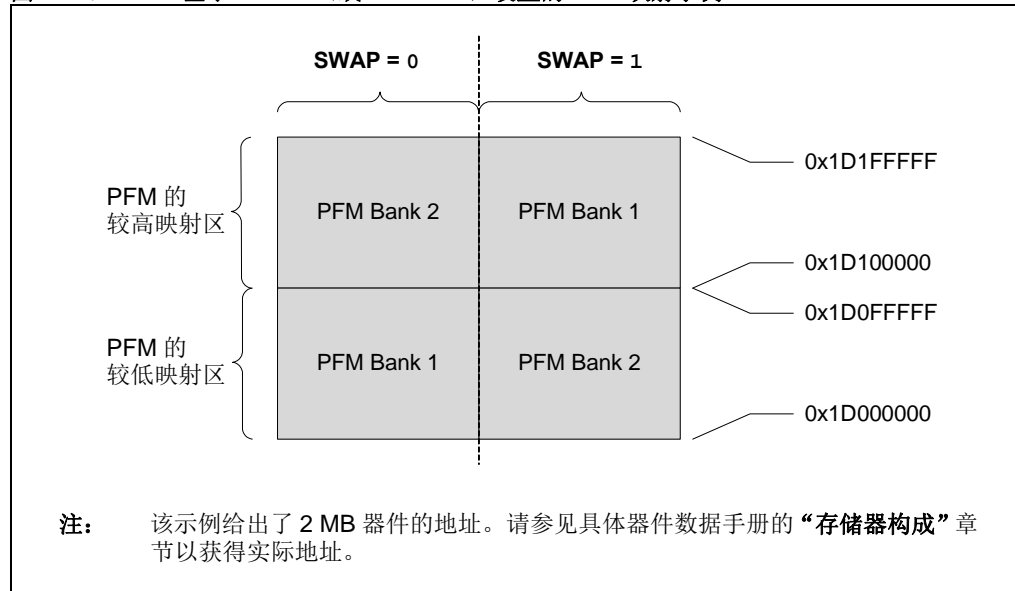 SWAP = 0
SWAP = 1
PFM 的
较高映射区
PFM Bank 2
PFM Bank 1
0x1D1FFFFF
0x1D100000
0x1D0FFFFF
PFM 的
较低映射区
PFM Bank 1
PFM Bank 2
0x1D000000
注: 该示例给出了 2 MB 器件的地址。请参见具体器件数据手册的“存储器构成”章
节以获得实际地址。